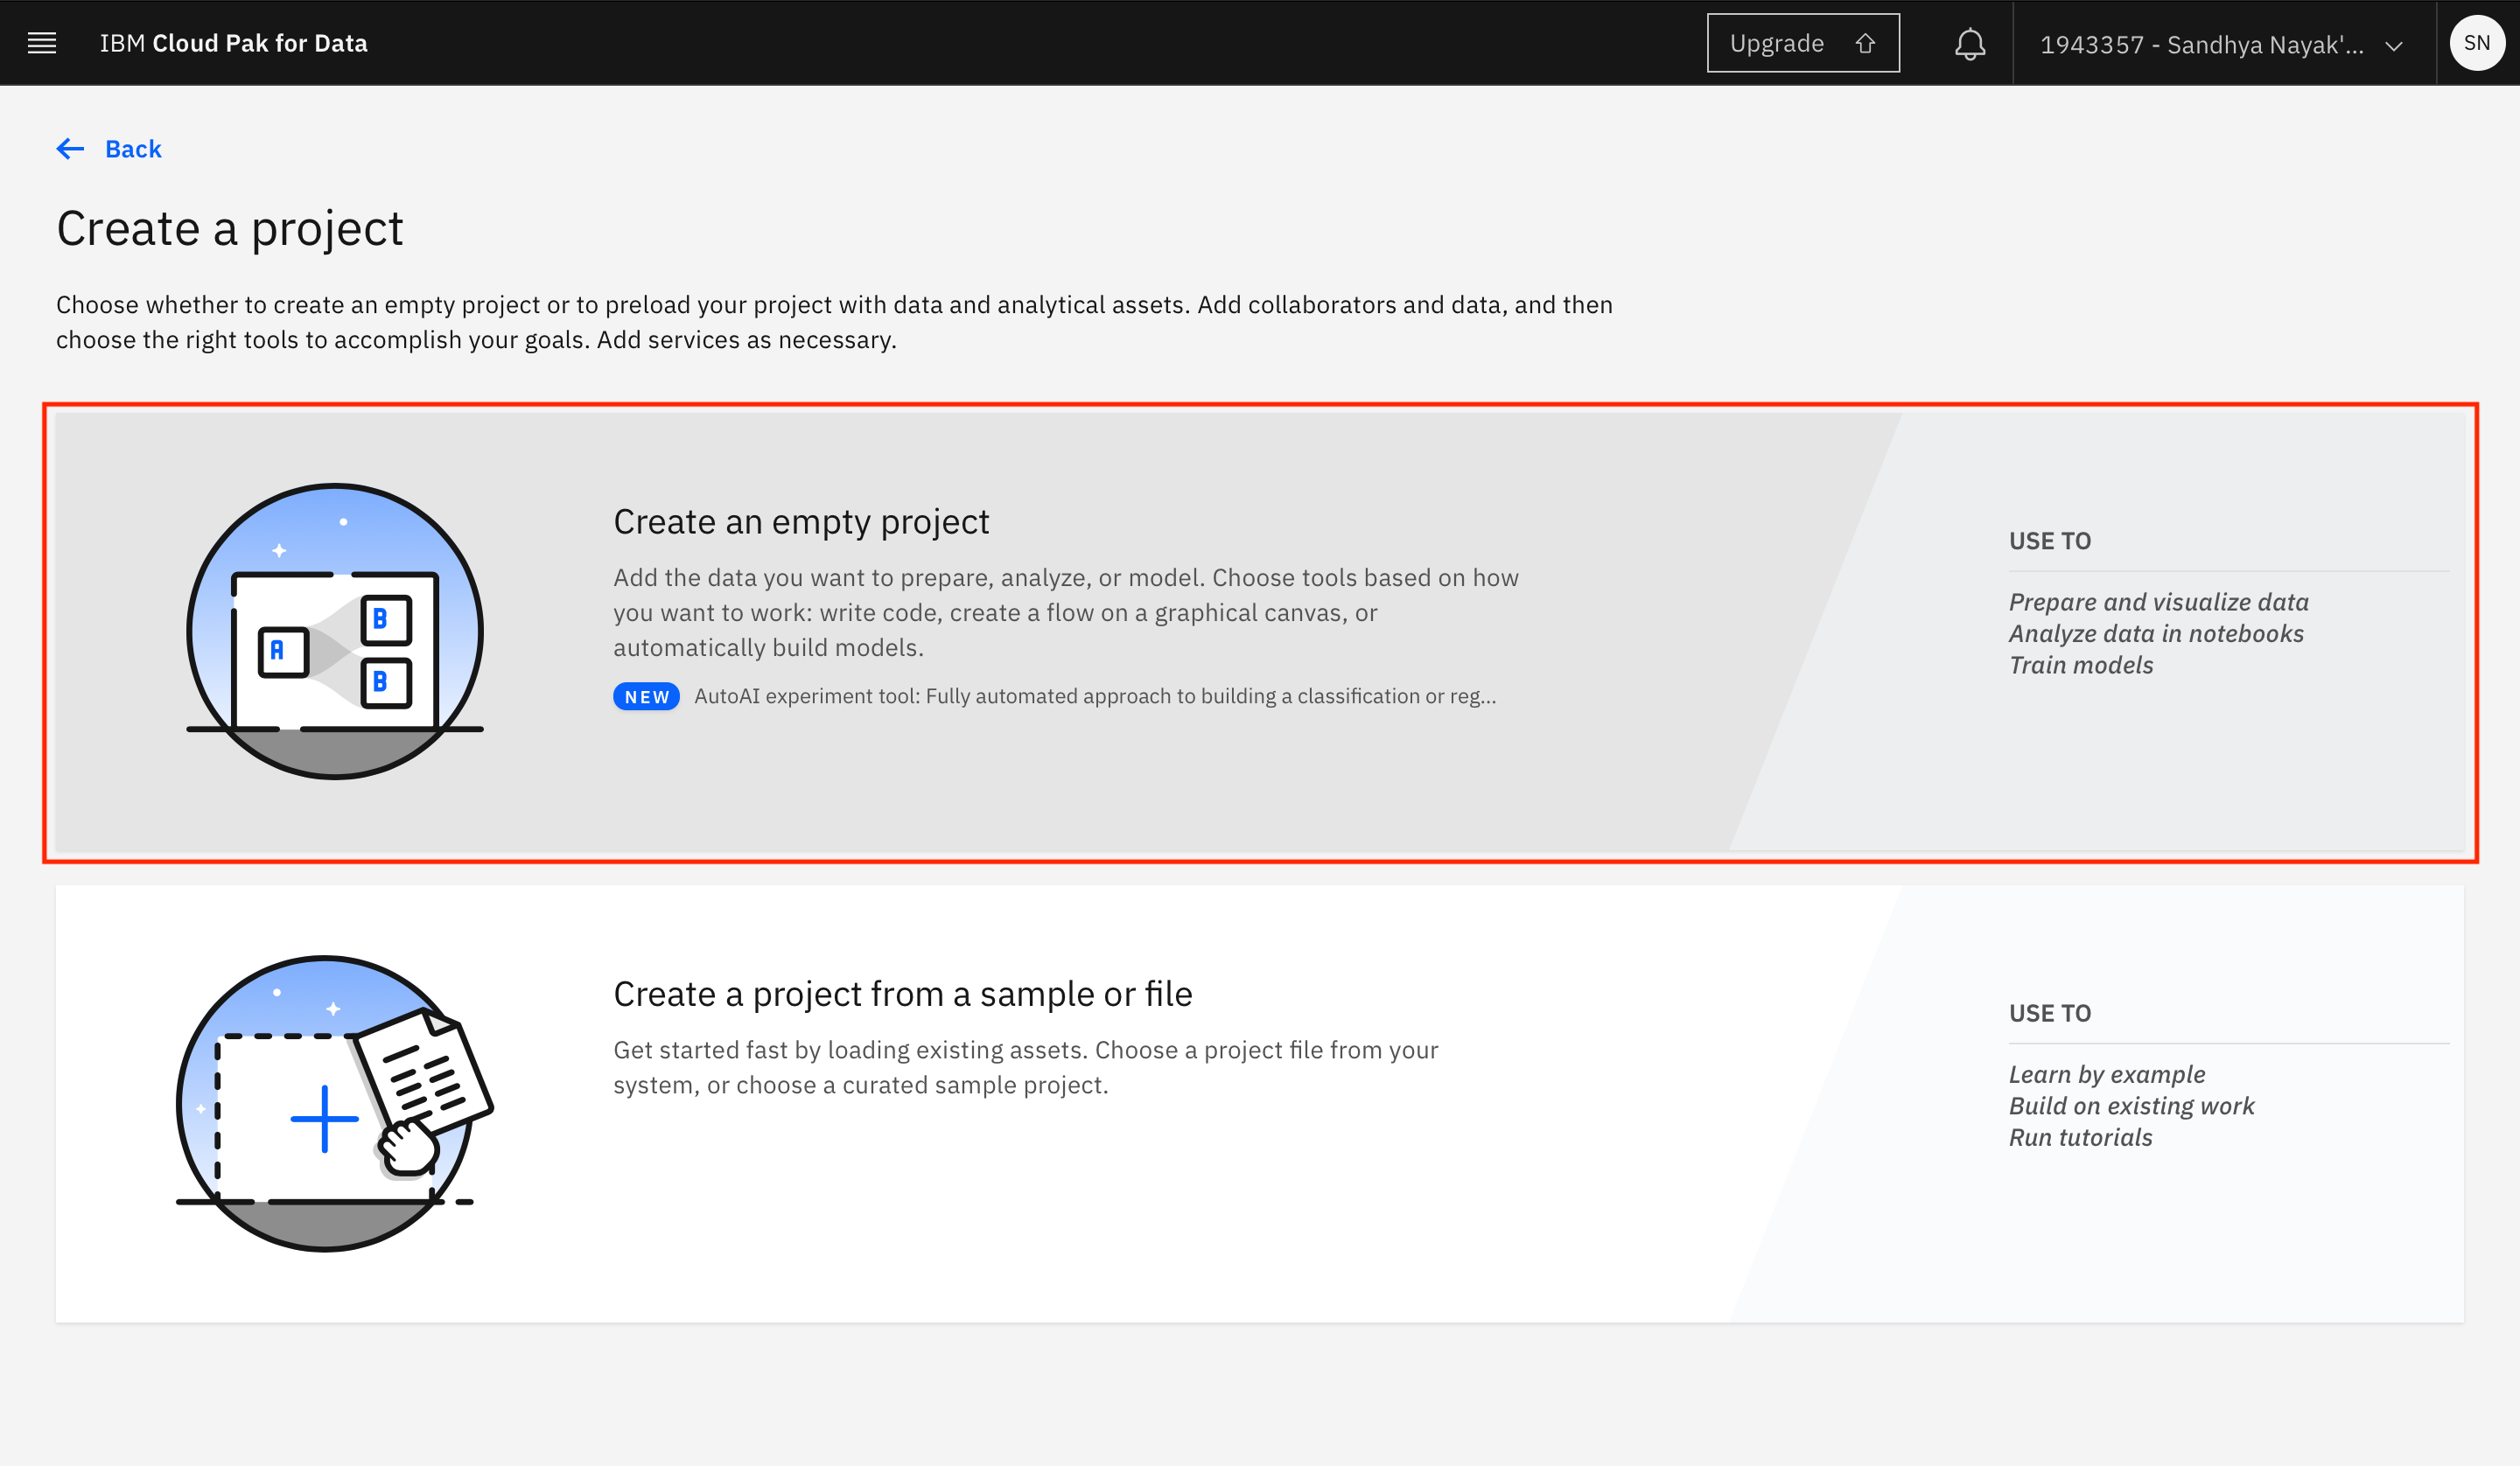 IBM Cloud Pak for Data
Upgrade
1943357 - Sandhya Nayak'...
SN
Back
Create a project
Choose whether to create an empty project or to preload your project with data and analytical assets. Add collaborators and data, and then
choose the right tools to accomplish your goals. Add services as necessary.
A
B
B
Create an empty project
Add the data you want to prepare, analyze, or model. Choose tools based on how
you want to work: write code, create a flow on a graphical canvas, or
automatically build models.
NEW AutoAI experiment tool: Fully automated approach to building a classification or reg...
USE TO
Prepare and visualize data
Analyze data in notebooks
Train models
Create a project from a sample or file
Get started fast by loading existing assets. Choose a project file from your
system, or choose a curated sample project.
USE TO
Learn by example
Build on existing work
Run tutorials